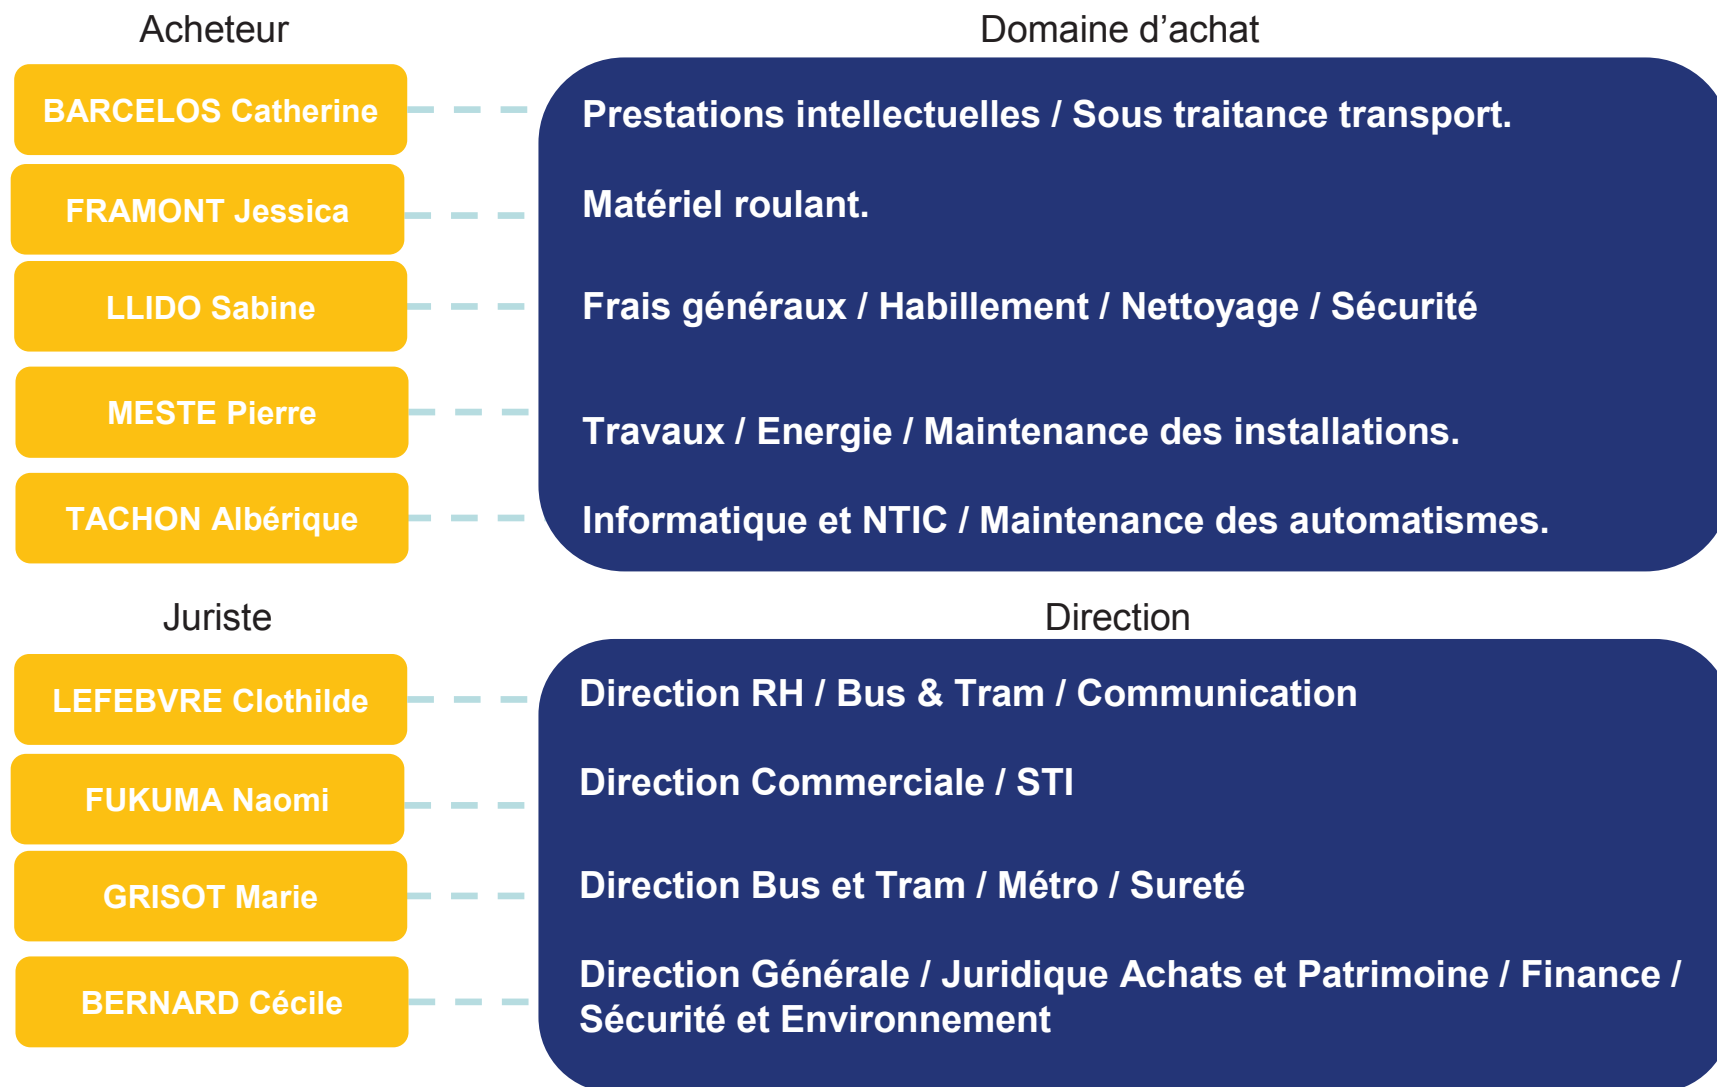 Acheteur
Domaine d’achat
BARCELOS Catherine
Prestations intellectuelles / Sous traitance transport.
FRAMONT Jessica
Matériel roulant.
LLIDO Sabine
Frais généraux / Habillement / Nettoyage / Sécurité
MESTE Pierre
Travaux / Energie / Maintenance des installations.
TACHON Albérique
Informatique et NTIC / Maintenance des automatismes.
Juriste
Direction
LEFEBVRE Clothilde
Direction RH / Bus & Tram / Communication
FUKUMA Naomi
Direction Commerciale / STI
GRISOT Marie
Direction Bus et Tram / Métro / Sureté
BERNARD Cécile
Direction Générale / Juridique Achats et Patrimoine / Finance /
Sécurité et Environnement